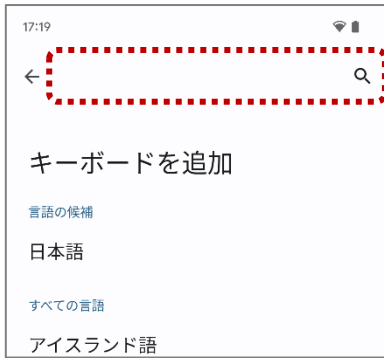 17:19
キーボードを追加
言語の候補
日本語
すべての言語
アイスランド語